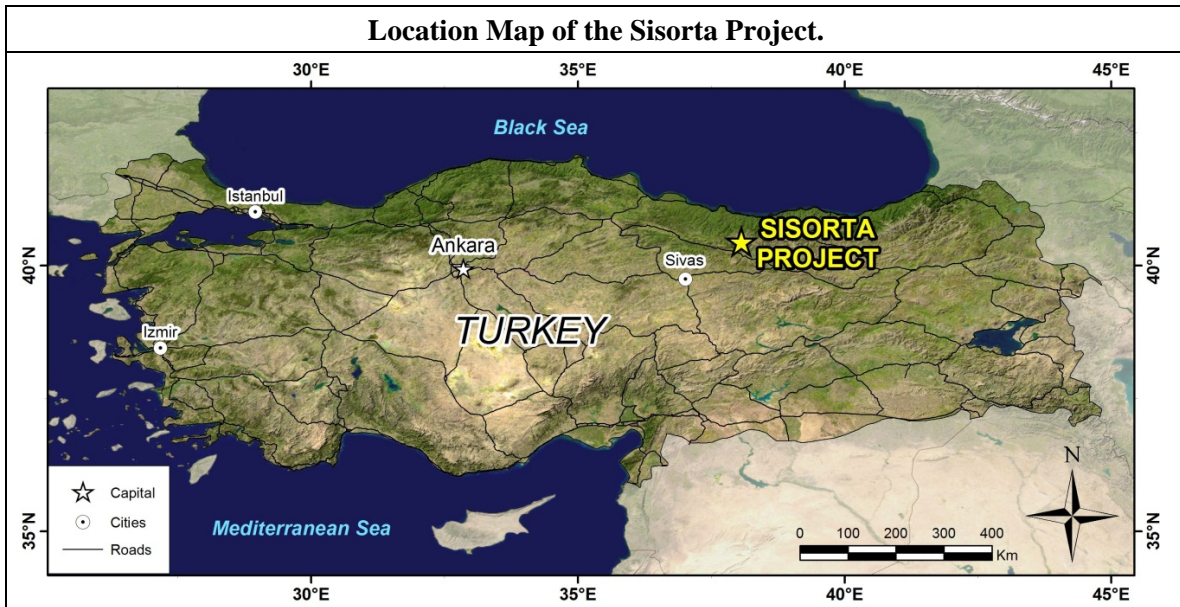 Location Map of the Sisorta Project.
30°E 35°E 40°E 45°E
Black Sea
Istanbul
SISORTA
PROJECT
Ankara
Sivas
40°N 40°N
Izmir
TURKEY
N
Capital
Cities
Roads
Mediterranean Sea
35°N 35°N
0 100 200 300 400
Km
30°E 35°E 40°E 45°E